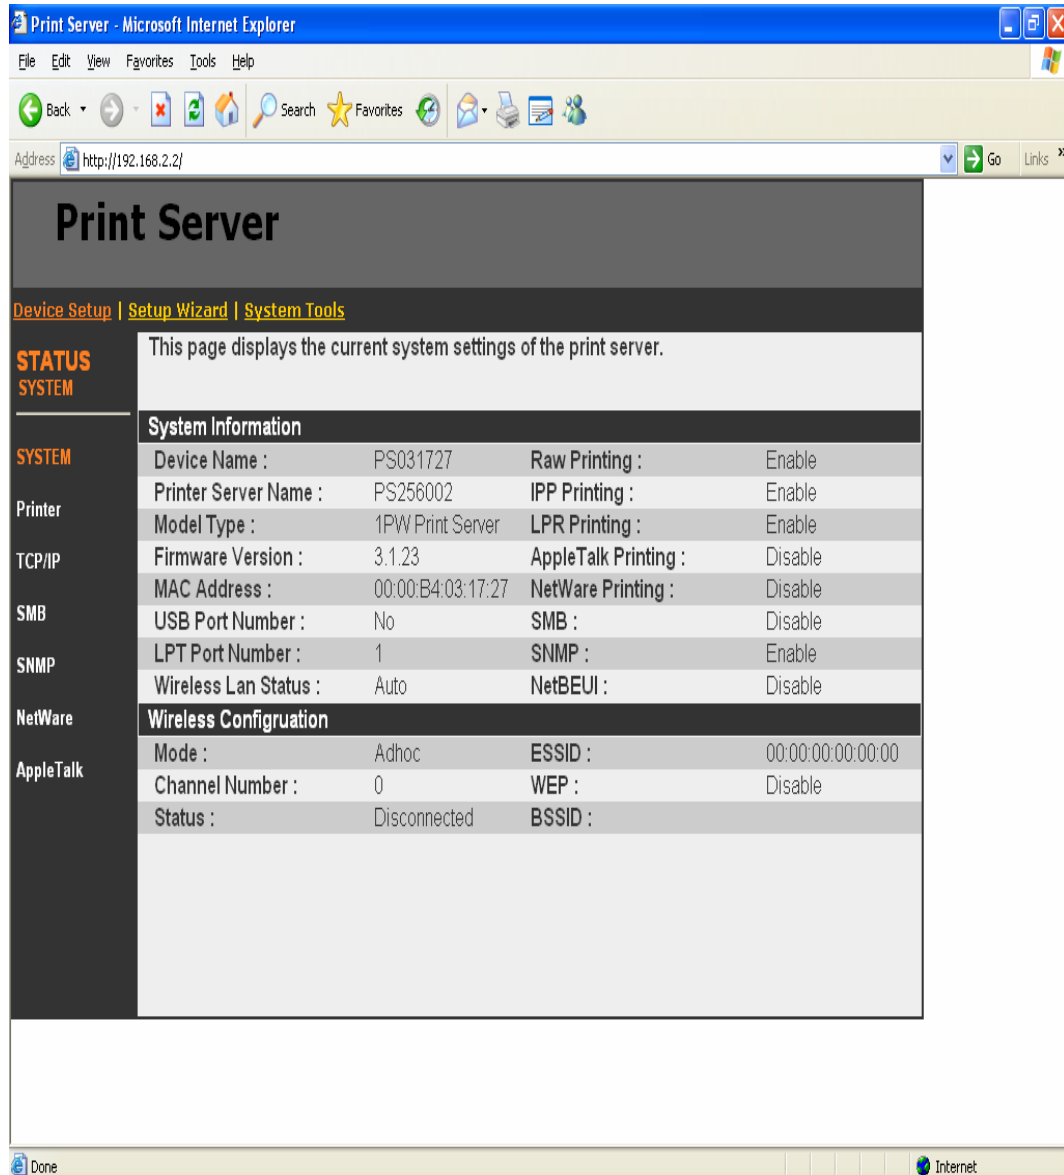 Print Server - Microsoft Internet Explorer
File Edit View Favorites Tools Help
Back Search Favorites
Address http://192.168.2.2/ Go Links »
Print Server
Device Setup | Setup Wizard | System Tools
STATUS
SYSTEM
SYSTEM
Printer
TCP/IP
SMB
SNMP
NetWare
AppleTalk
This page displays the current system settings of the print server.
System Information
Device Name : PS031727 Raw Printing : Enable
Printer Server Name : PS256002 IPP Printing : Enable
Model Type : 1PW Print Server LPR Printing : Enable
Firmware Version : 3.1.23 AppleTalk Printing : Disable
MAC Address : 00:00:B4:03:17:27 NetWare Printing : Disable
USB Port Number : No SMB : Disable
LPT Port Number : 1 SNMP : Enable
Wireless Lan Status : Auto NetBEUI : Disable
Wireless Configruation
Mode : Adhoc ESSID : 00:00:00:00:00:00
Channel Number : 0 WEP : Disable
Status : Disconnected BSSID :
Done Internet